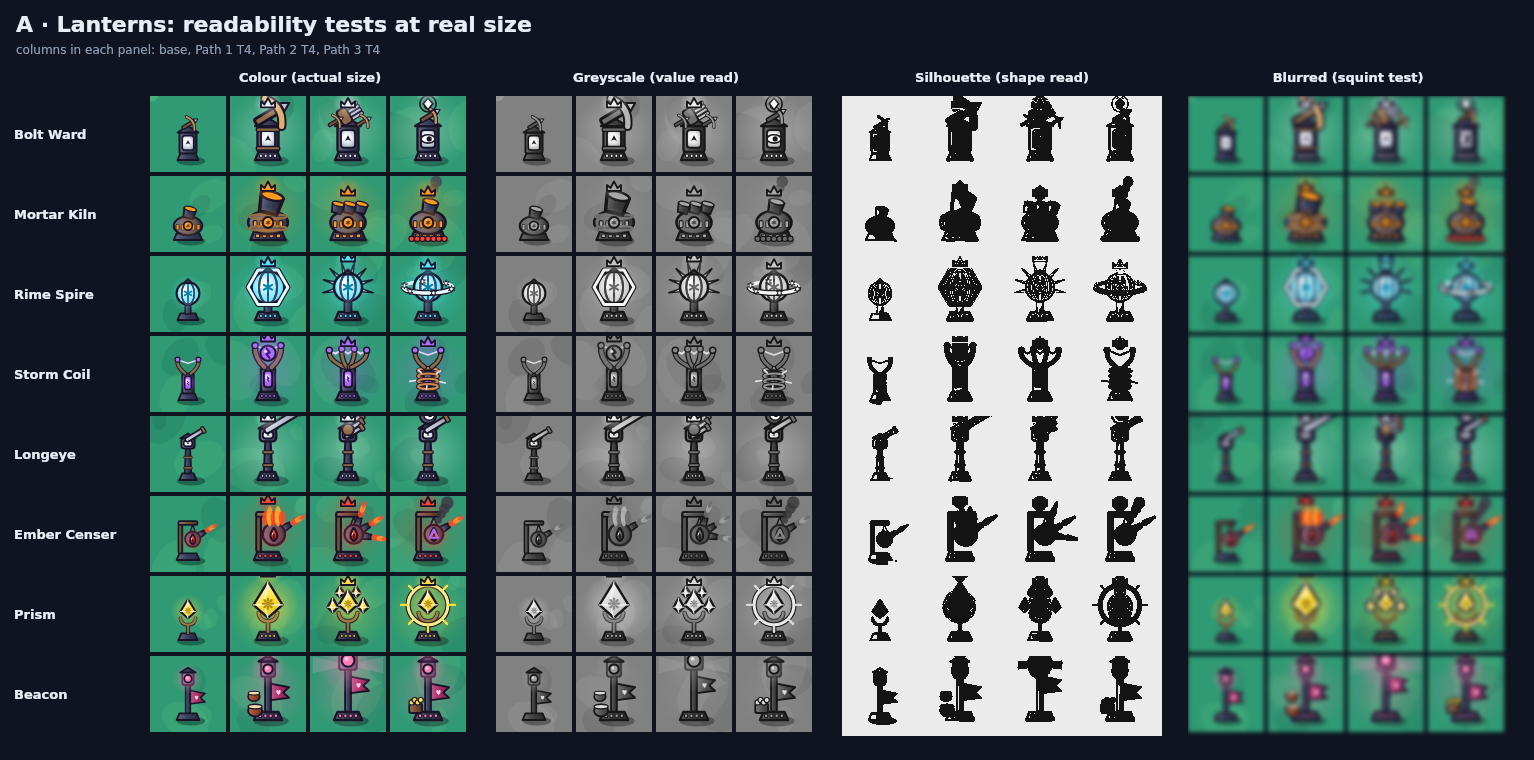 A · Lanterns: readability tests at real size
columns in each panel: base, Path 1 T4, Path 2 T4, Path 3 T4
Colour (actual size)
Greyscale (value read)
Silhouette (shape read)
Blurred (squint test)
Bolt Ward
Mortar Kiln
Rime Spire
Storm Coil
Longeye
Ember Censer
Prism
Beacon